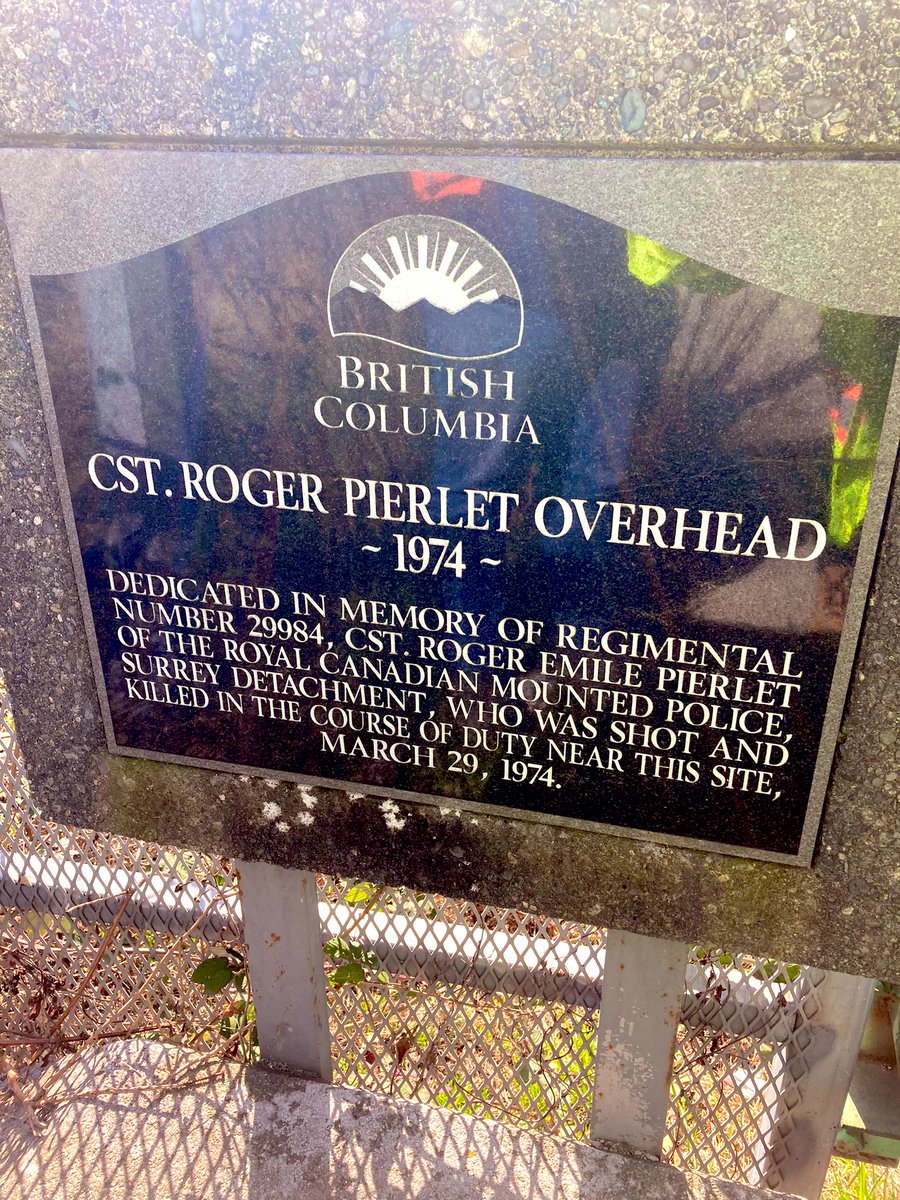 BRITISH
COLUMBIA
CST. ROGER PIERLET OVERHEAD
~ 1974 ~
DEDICATED IN MEMORY OF REGIMENTAL
NUMBER 29984, CST. ROGER EMILE PIERLET
OF THE ROYAL CANADIAN MOUNTED POLICE,
SURREY DETACHMENT, WHO WAS SHOT AND
KILLED IN THE COURSE OF DUTY NEAR THIS SITE,
MARCH 29, 1974.